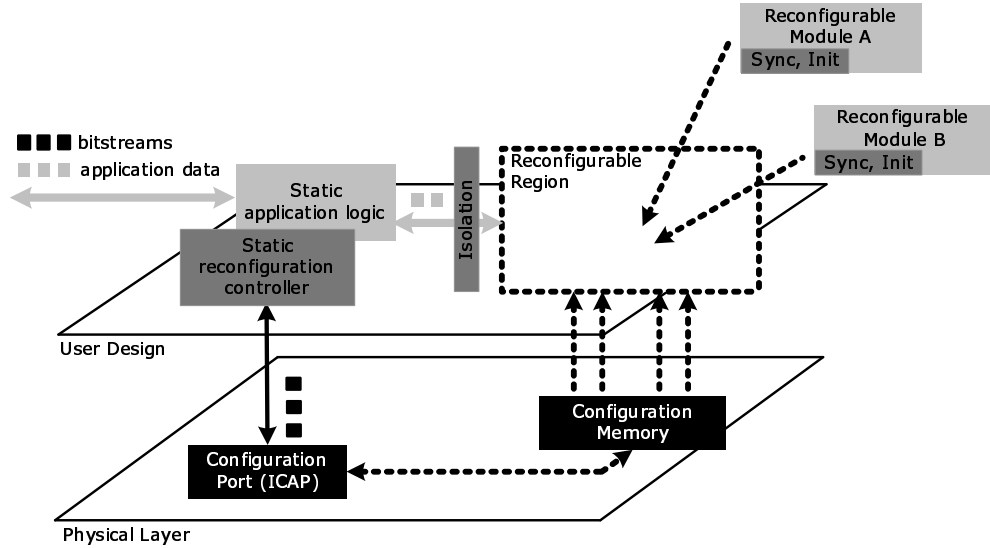 Reconfigurable
Module A
Sync, Init
Reconfigurable
Module B
Sync, Init
bitstreams
application data
Static
application logic
Static
reconfiguration
controller
Isolation
Reconfigurable
Region
User Design
Configuration
Memory
Configuration
Port (ICAP)
Physical Layer